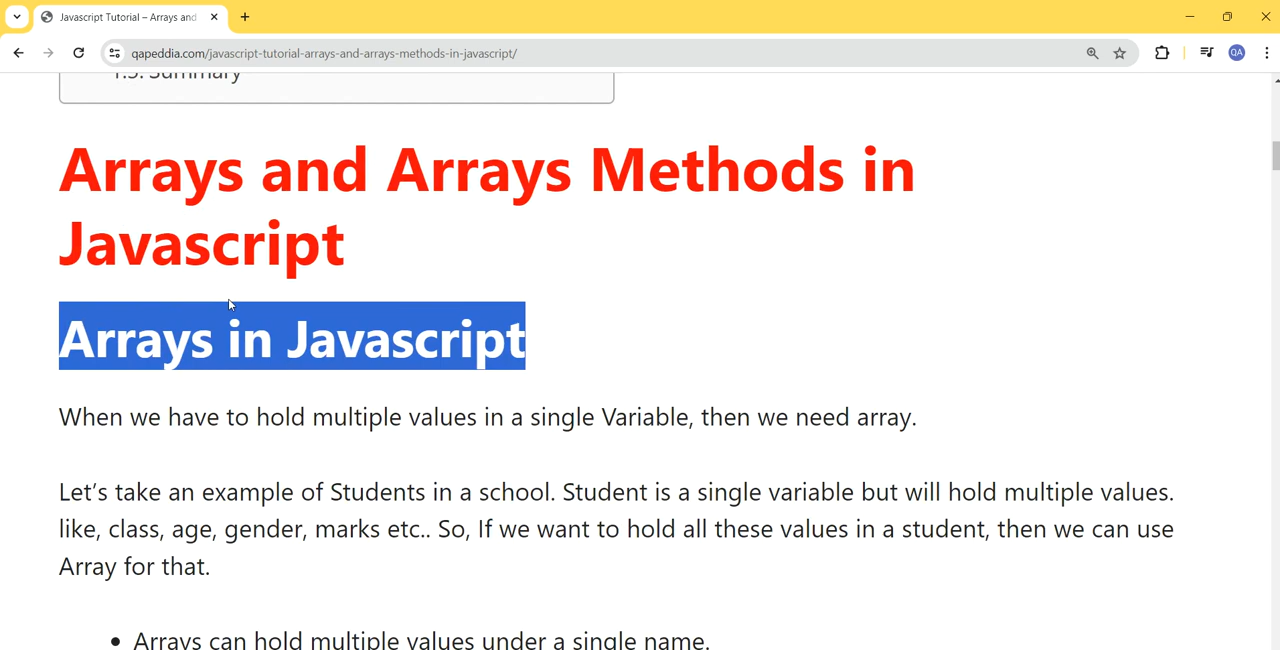 Javascript Tutorial – Arrays and
qapeddia.com/javascript-tutorial-arrays-and-arrays-methods-in-javascript/
QA
1.5. Summary
Arrays and Arrays Methods in
Javascript
Arrays in Javascript
When we have to hold multiple values in a single Variable, then we need array.
Let’s take an example of Students in a school. Student is a single variable but will hold multiple values.
like, class, age, gender, marks etc.. So, If we want to hold all these values in a student, then we can use
Array for that.
• Arrays can hold multiple values under a single name.